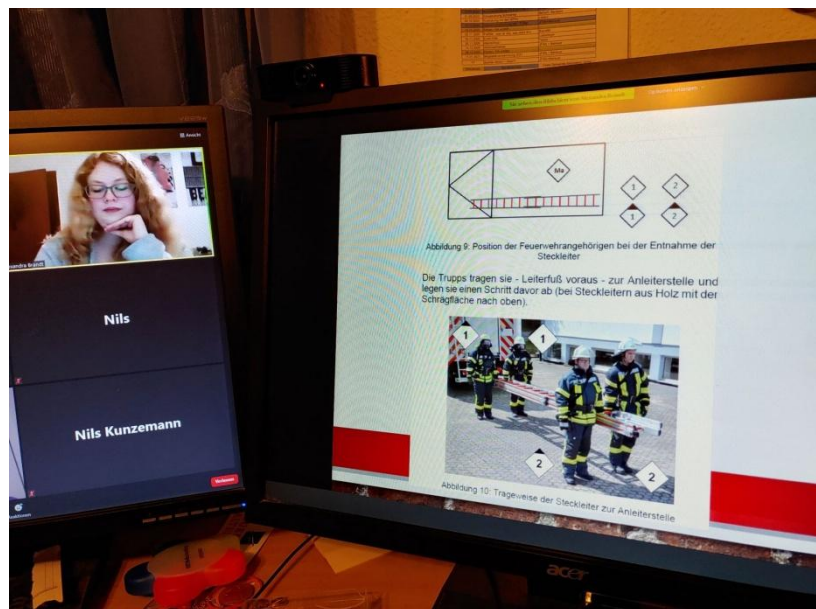 Ansicht
Nils
Nils Kunzemann
Verlassen
Ma
1 2
1 2
Abbildung 9: Position der Feuerwehrangehörigen bei der Entnahme der
Steckleiter
Die Trupps tragen sie - Leiterfuß voraus - zur Anleiterstelle und
legen sie einen Schritt davor ab (bei Steckleitern aus Holz mit der
Schrägfläche nach oben).
1 1
2 2
Abbildung 10: Trageweise der Steckleiter zur Anleiterstelle
acer